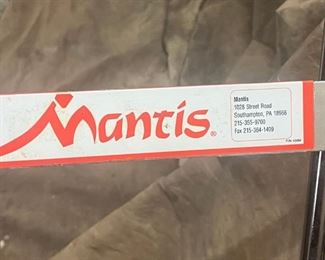 Mantis®
Mantis
1028 Street Road
Southampton, PA 18966
215-355-9700
Fax 215-364-1409